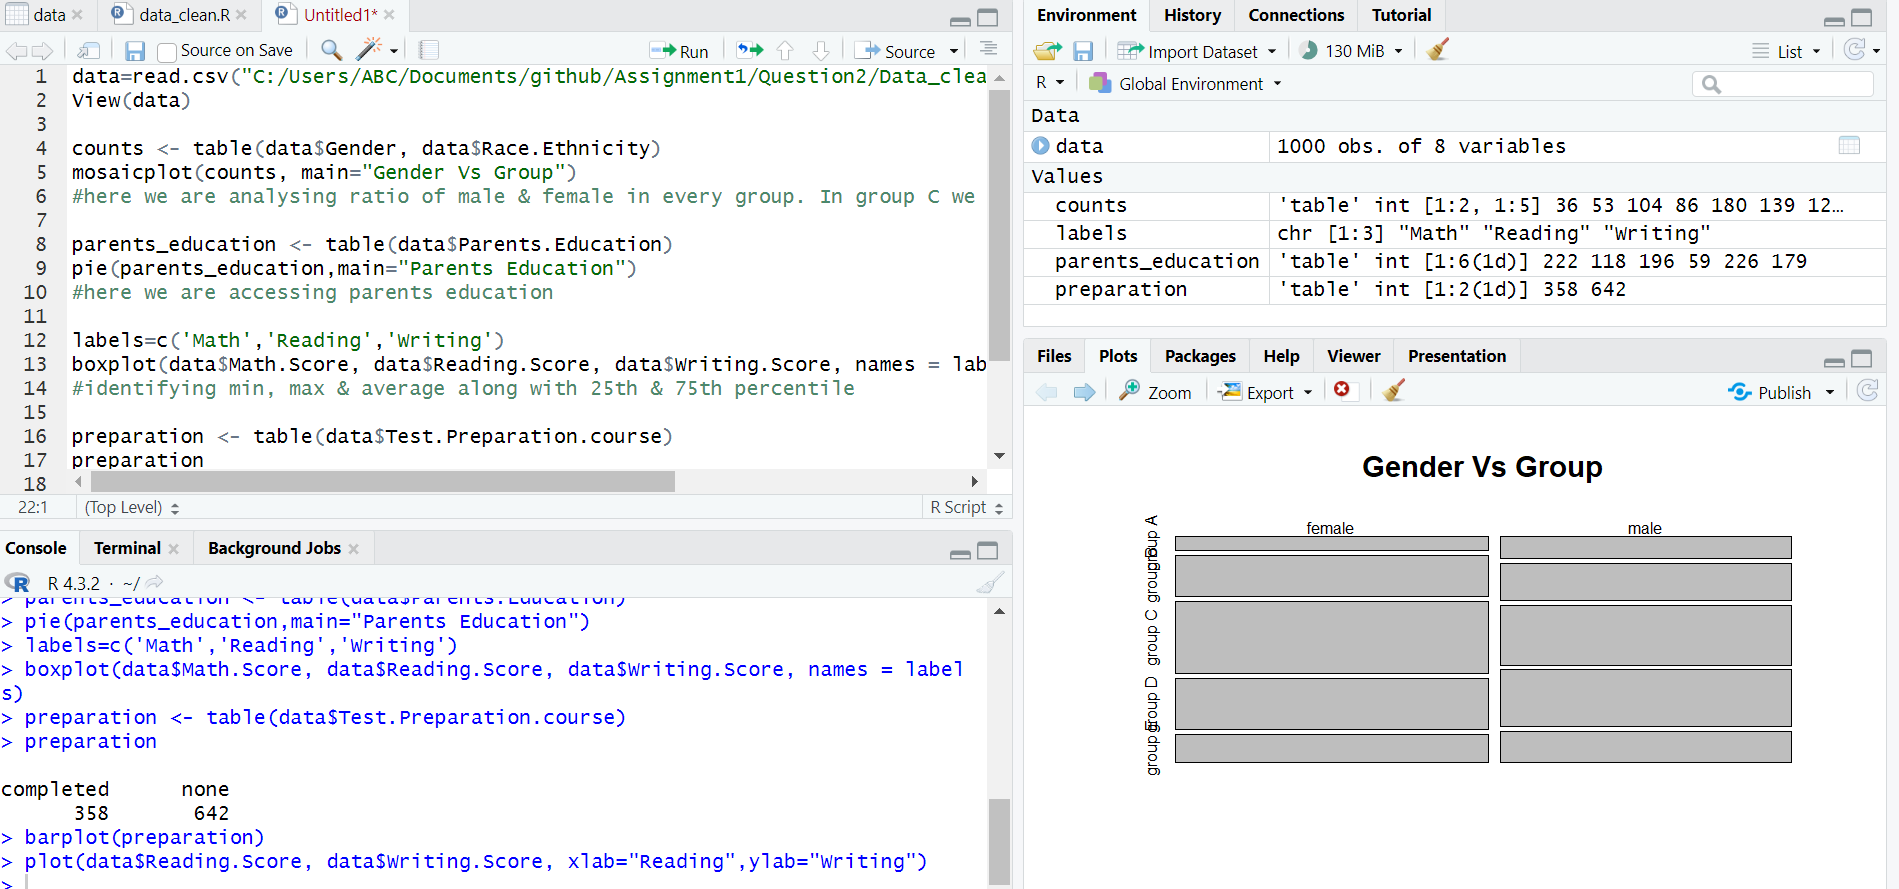 data
data_clean.R
Untitled1*
Source on Save
Run
Source
1 data=read.csv("C:/Users/ABC/Documents/github/Assignment1/Question2/Data_clea
2 View(data)
3
4 counts <- table(data$Gender, data$Race.Ethnicity)
5 mosaicplot(counts, main="Gender Vs Group")
6 #here we are analysing ratio of male & female in every group. In group C we
7
8 parents_education <- table(data$Parents.Education)
9 pie(parents_education,main="Parents Education")
10 #here we are accessing parents education
11
12 labels=c('Math','Reading','Writing')
13 boxplot(data$Math.Score, data$Reading.Score, data$Writing.Score, names = lab
14 #identifying min, max & average along with 25th & 75th percentile
15
16 preparation <- table(data$Test.Preparation.course)
17 preparation
18
22:1 (Top Level) R Script
Console Terminal Background Jobs
R R 4.3.2 · ~/
> parents_education <- table(data$Parents.Education)
> pie(parents_education,main="Parents Education")
> labels=c('Math','Reading','Writing')
> boxplot(data$Math.Score, data$Reading.Score, data$Writing.Score, names = label
s)
> preparation <- table(data$Test.Preparation.course)
> preparation
completed none
358 642
> barplot(preparation)
> plot(data$Reading.Score, data$Writing.Score, xlab="Reading",ylab="Writing")
>
Environment History Connections Tutorial
Import Dataset 130 MiB List
R Global Environment
Data
data 1000 obs. of 8 variables
Values
counts 'table' int [1:2, 1:5] 36 53 104 86 180 139 12…
labels chr [1:3] "Math" "Reading" "Writing"
parents_education 'table' int [1:6(1d)] 222 118 196 59 226 179
preparation 'table' int [1:2(1d)] 358 642
Files Plots Packages Help Viewer Presentation
Zoom Export Publish
Gender Vs Group
female male
group A
group B
group C
group D
group E